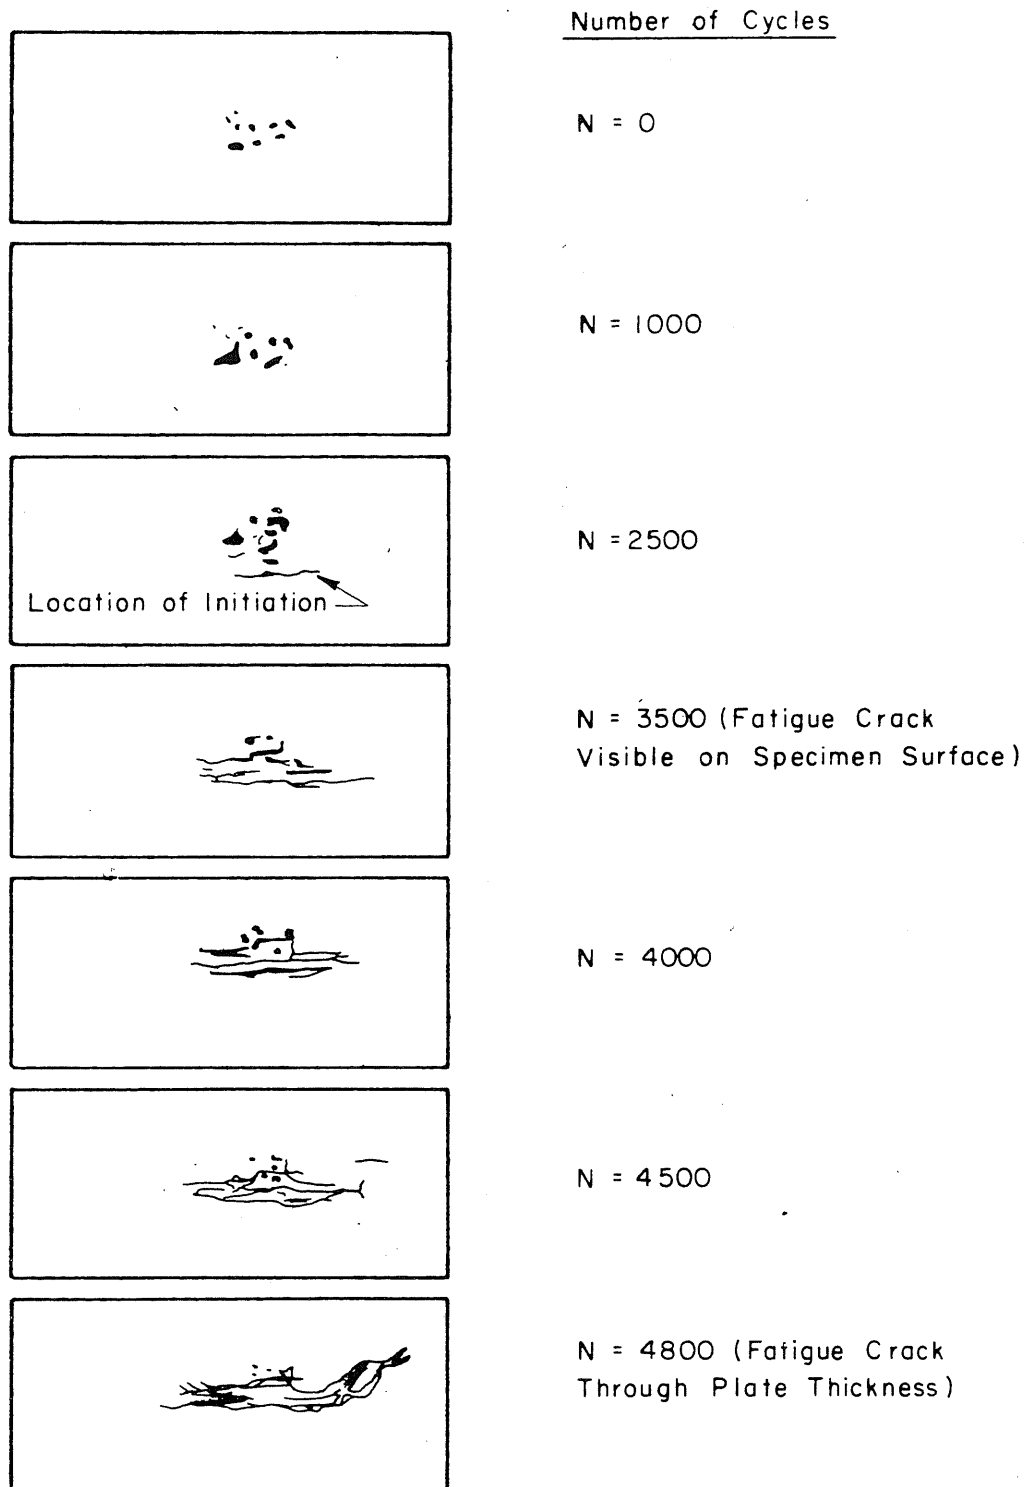 Number of Cycles
N = 0
N = 1000
N = 2500
Location of Initiation
N = 3500 (Fatigue Crack
Visible on Specimen Surface)
N = 4000
N = 4500
N = 4800 (Fatigue Crack
Through Plate Thickness)